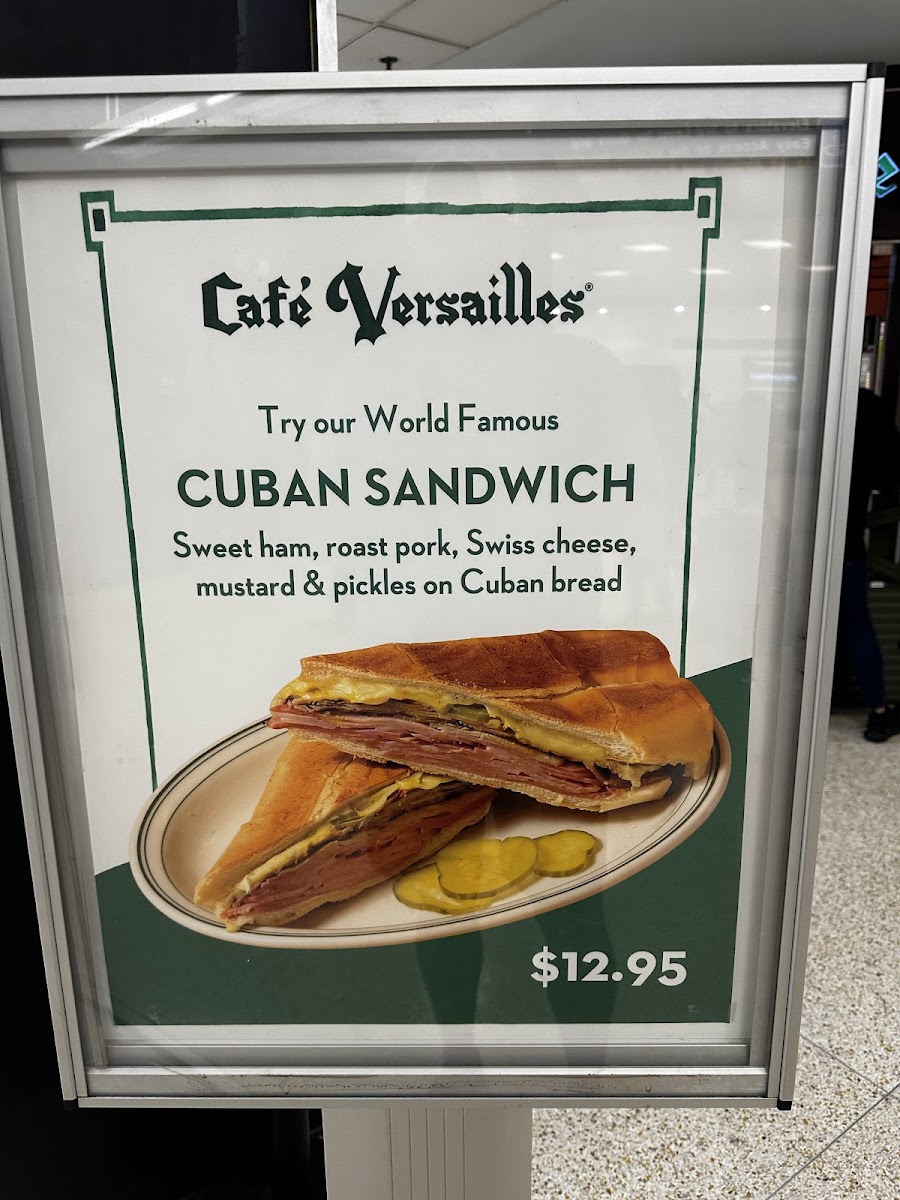 Café Versailles®
Try our World Famous
CUBAN SANDWICH
Sweet ham, roast pork, Swiss cheese,
mustard & pickles on Cuban bread
$12.95